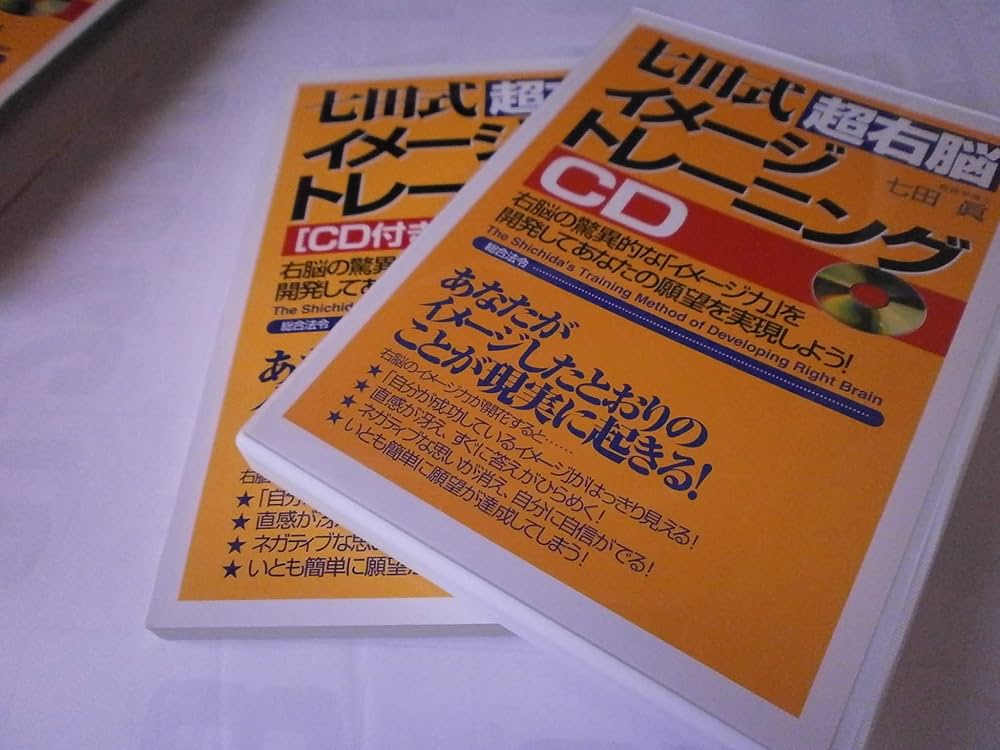 七田式 超右脳
イメージ
トレーニング
七田 眞
CD
右脳の驚異的な「イメージ力」を
開発してあなたの願望を実現しよう!
The Shichida's Training Method of Developing Right Brain
総合法令
あなたが
イメージしたとおりの
ことが現実に起きる!
右脳のイメージ力が開花すると……
★「自分が成功しているイメージ」がはっきり見える!
★ 直感が冴え、すぐに答えがひらめく!
★ ネガティブな思いが消え、自分に自信がでる!
★ いとも簡単に願望が達成してしまう!
七田式 超
イメージ
トレー
[CD付き
右脳の驚異
開発してあ
The Shichida
総合法令
あ
右脳
★「自分
★ 直感が冴
★ ネガティブな思い
★ いとも簡単に願望